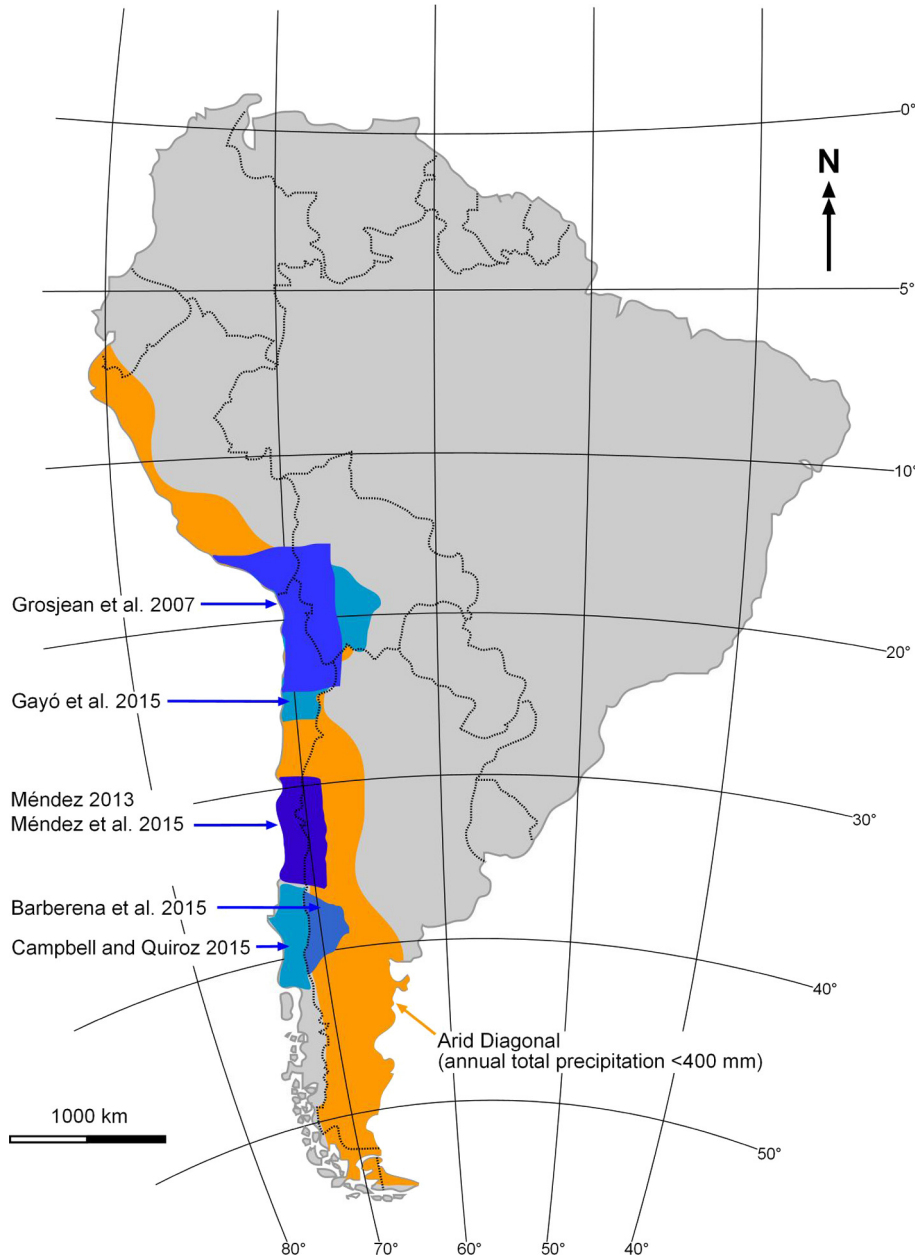 0°
N
5°
10°
Grosjean et al. 2007
20°
Gayó et al. 2015
Méndez 2013
Méndez et al. 2015
30°
Barberena et al. 2015
Campbell and Quiroz 2015
40°
Arid Diagonal
(annual total precipitation <400 mm)
1000 km
50°
80°
70°
60°
50°
40°